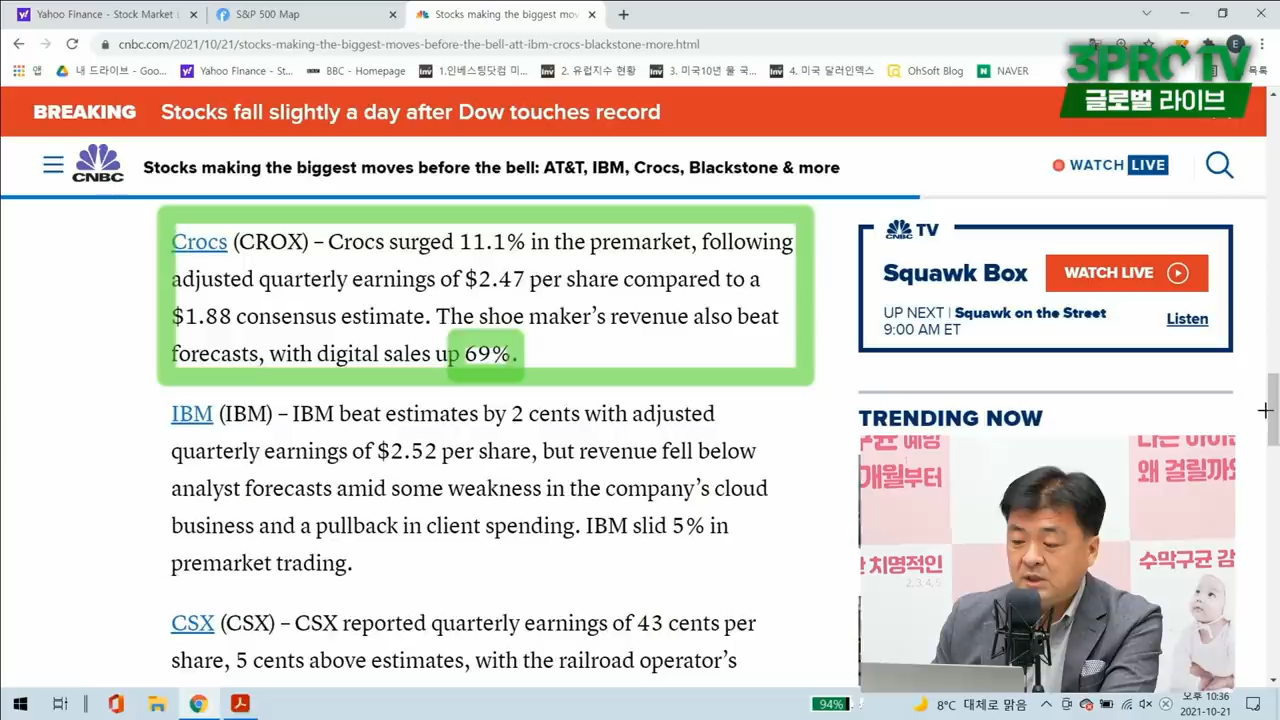 Yahoo Finance - Stock Market L
S&P 500 Map
Stocks making the biggest mov
cnbc.com/2021/10/21/stocks-making-the-biggest-moves-before-the-bell-att-ibm-crocs-blackstone-more.html
앱
내 드라이브 - Goo...
Yahoo Finance - St...
BBC - Homepage
1.인베스팅닷컴 미...
2. 유럽지수 현황
3. 미국10년 물 국...
4. 미국 달러인덱스
OhSoft Blog
NAVER
목록
3PROTV
글로벌 라이브
BREAKING Stocks fall slightly a day after Dow touches record
CNBC
Stocks making the biggest moves before the bell: AT&T, IBM, Crocs, Blackstone & more
WATCH LIVE
Crocs (CROX) – Crocs surged 11.1% in the premarket, following
adjusted quarterly earnings of $2.47 per share compared to a
$1.88 consensus estimate. The shoe maker's revenue also beat
forecasts, with digital sales up 69%.
IBM (IBM) – IBM beat estimates by 2 cents with adjusted
quarterly earnings of $2.52 per share, but revenue fell below
analyst forecasts amid some weakness in the company's cloud
business and a pullback in client spending. IBM slid 5% in
premarket trading.
CSX (CSX) – CSX reported quarterly earnings of 43 cents per
share, 5 cents above estimates, with the railroad operator's
CNBC TV
Squawk Box
WATCH LIVE
UP NEXT | Squawk on the Street
9:00 AM ET
Listen
TRENDING NOW
개월부터
왜 걸릴까
치명적인
2,3,4,5
수막구균 감
94%
8°C 대체로 맑음
오후 10:36
2021-10-21